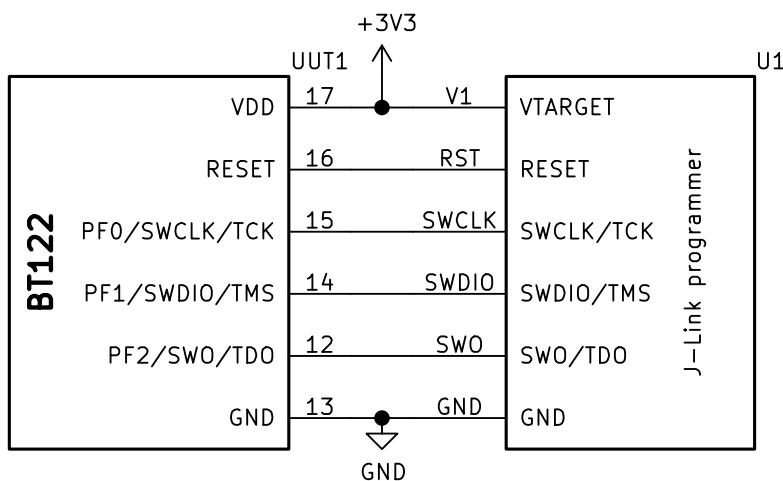 +3V3
UUT1
U1
VDD 17 V1 VTARGET
RESET 16 RST RESET
PF0/SWCLK/TCK 15 SWCLK SWCLK/TCK
PF1/SWDIO/TMS 14 SWDIO SWDIO/TMS
PF2/SWO/TDO 12 SWO SWO/TDO
GND 13 GND GND
BT122
J-Link programmer
GND